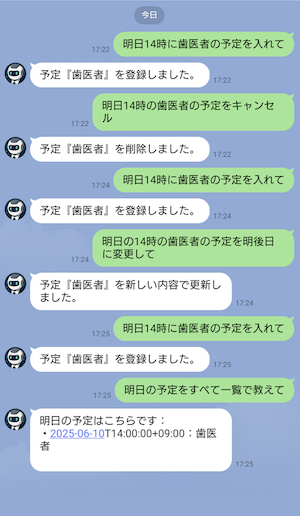 今日
明日14時に歯医者の予定を入れて
17:22
予定『歯医者』を登録しました。
17:22
明日14時の歯医者の予定をキャンセ
ル
17:22
予定『歯医者』を削除しました。
17:22
明日14時に歯医者の予定を入れて
17:24
予定『歯医者』を登録しました。
17:24
明日の14時の歯医者の予定を明後日
に変更して
17:24
予定『歯医者』を新しい内容で更新し
ました。
17:24
明日14時に歯医者の予定を入れて
17:25
予定『歯医者』を登録しました。
17:25
明日の予定をすべて一覧で教えて
17:25
明日の予定はこちらです：
・2025-06-10T14:00:00+09:00：歯医
者
17:25